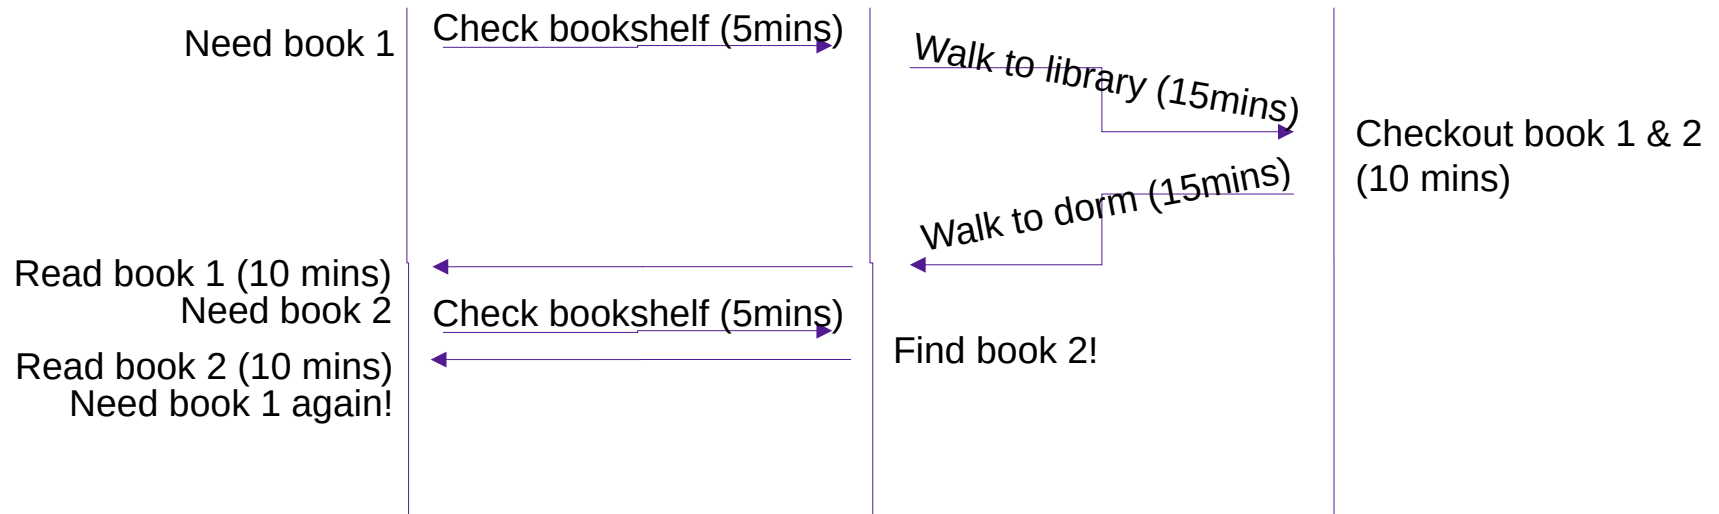 Need book 1
Check bookshelf (5mins)
Walk to library (15mins)
Checkout book 1 & 2
(10 mins)
Walk to dorm (15mins)
Read book 1 (10 mins)
Need book 2
Check bookshelf (5mins)
Find book 2!
Read book 2 (10 mins)
Need book 1 again!